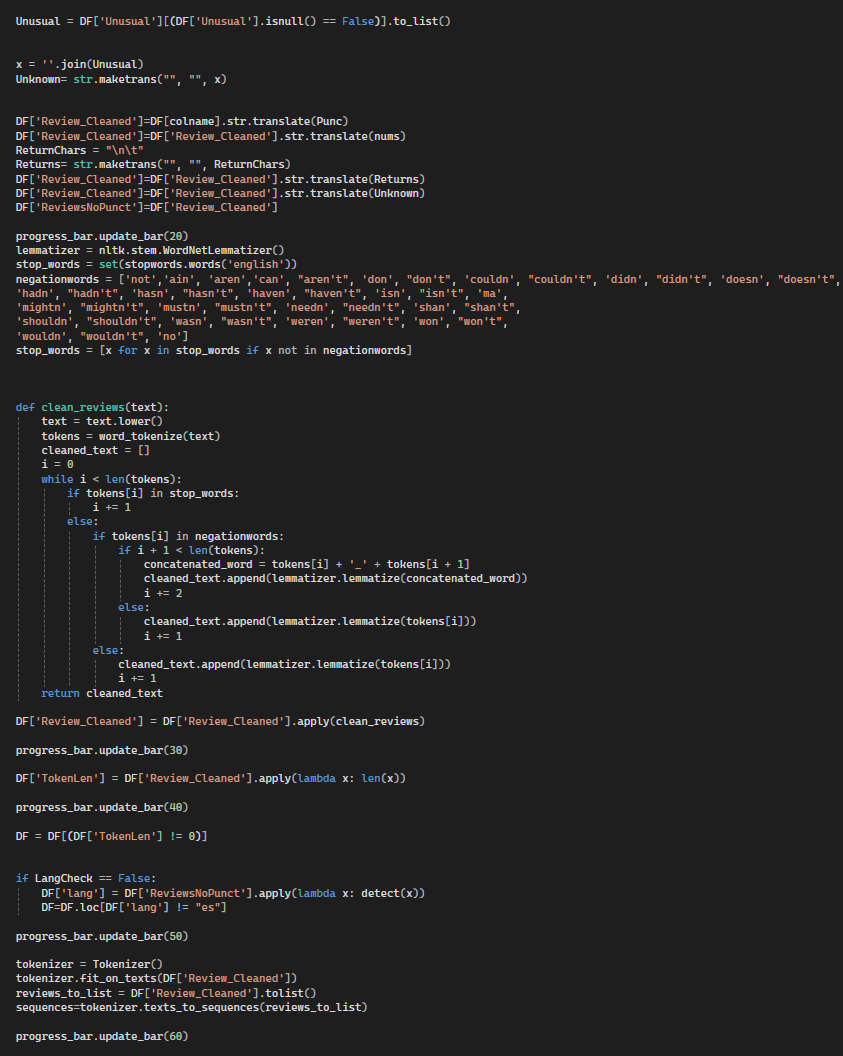 Unusual = DF['Unusual'][(DF['Unusual'].isnull() == False)].to_list()
x = ''.join(Unusual)
Unknown= str.maketrans("", "", x)
DF['Review_Cleaned']=DF[colname].str.translate(Punc)
DF['Review_Cleaned']=DF['Review_Cleaned'].str.translate(nums)
ReturnChars = "\n\t"
Returns= str.maketrans("", "", ReturnChars)
DF['Review_Cleaned']=DF['Review_Cleaned'].str.translate(Returns)
DF['Review_Cleaned']=DF['Review_Cleaned'].str.translate(Unknown)
DF['ReviewsNoPunct']=DF['Review_Cleaned']
progress_bar.update_bar(20)
lemmatizer = nltk.stem.WordNetLemmatizer()
stop_words = set(stopwords.words('english'))
negationwords = ['not','ain', 'aren','can', "aren't", 'don', "don't", 'couldn', "couldn't", 'didn', "didn't", 'doesn', "doesn't",
'hadn', "hadn't", 'hasn', "hasn't", 'haven', "haven't", 'isn', "isn't", 'ma',
'mightn', "mightn't", 'mustn', "mustn't", 'needn', "needn't", 'shan', "shan't",
'shouldn', "shouldn't", 'wasn', "wasn't", 'weren', "weren't", 'won', "won't",
'wouldn', "wouldn't", 'no']
stop_words = [x for x in stop_words if x not in negationwords]
def clean_reviews(text):
    text = text.lower()
    tokens = word_tokenize(text)
    cleaned_text = []
    i = 0
    while i < len(tokens):
        if tokens[i] in stop_words:
            i += 1
        else:
            if tokens[i] in negationwords:
                if i + 1 < len(tokens):
                    concatenated_word = tokens[i] + '_' + tokens[i + 1]
                    cleaned_text.append(lemmatizer.lemmatize(concatenated_word))
                    i += 2
                else:
                    cleaned_text.append(lemmatizer.lemmatize(tokens[i]))
                    i += 1
            else:
                cleaned_text.append(lemmatizer.lemmatize(tokens[i]))
                i += 1
    return cleaned_text
DF['Review_Cleaned'] = DF['Review_Cleaned'].apply(clean_reviews)
progress_bar.update_bar(30)
DF['TokenLen'] = DF['Review_Cleaned'].apply(lambda x: len(x))
progress_bar.update_bar(40)
DF = DF[(DF['TokenLen'] != 0)]
if LangCheck == False:
    DF['lang'] = DF['ReviewsNoPunct'].apply(lambda x: detect(x))
    DF=DF.loc[DF['lang'] != "es"]
progress_bar.update_bar(50)
tokenizer = Tokenizer()
tokenizer.fit_on_texts(DF['Review_Cleaned'])
reviews_to_list = DF['Review_Cleaned'].tolist()
sequences=tokenizer.texts_to_sequences(reviews_to_list)
progress_bar.update_bar(60)